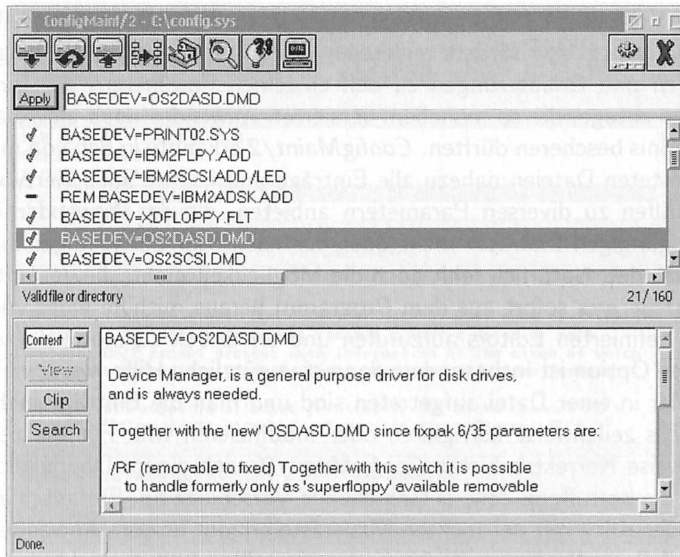 ConfigMaint/2 - C:\config.sys
Apply BASEDEV=OS2DASD.DMD
BASEDEV=PRINT02.SYS
BASEDEV=IBM2FLPY.ADD
BASEDEV=IBM2SCSI.ADD /LED
REM BASEDEV=IBM2ADSK.ADD
BASEDEV=XDFLOPPY.FLT
BASEDEV=OS2DASD.DMD
BASEDEV=OS2SCSI.DMD
Valid file or directory 21/ 160
Context BASEDEV=OS2DASD.DMD
View
Device Manager, is a general purpose driver for disk drives,
and is always needed.
Clip
Search
Together with the 'new' OSDASD.DMD since fixpak 6/35 parameters are:
/RF (removable to fixed) Together with this switch it is possible
to handle formerly only as 'superfloppy' available removable
Done.